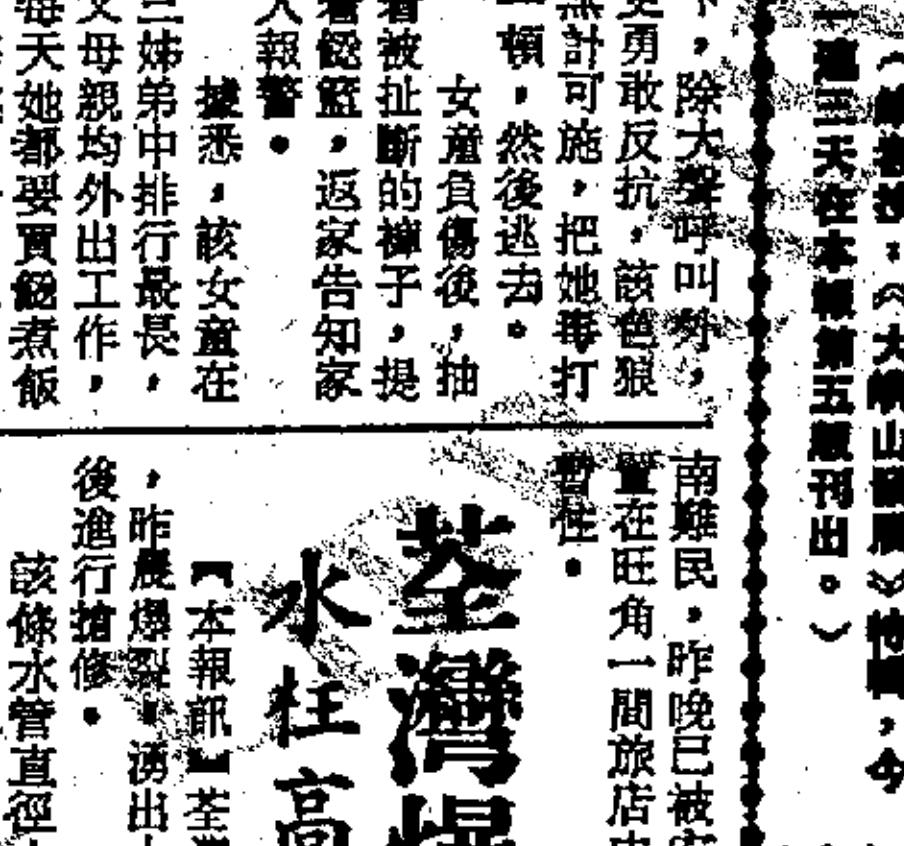 一連三天在本報第五版刊出。）
，除大聲呼叫外，
更勇敢反抗，該色狼
無計可施，把她毒打
頓，然後逃去。
女童負傷後，抽
着被扯斷的褲子，提
着餸籃，返家告知家
人報警。
據悉，該女童在
三姊弟中排行最長，
父母親均外出工作，
每天她都要買餸煮飯
南難民，昨晚已被安
置在旺角一間旅店
暫住。
荃灣爆
水柱高
【本報訊】荃灣
，昨晨爆裂，湧出
後進行搶修。
該條水管直徑